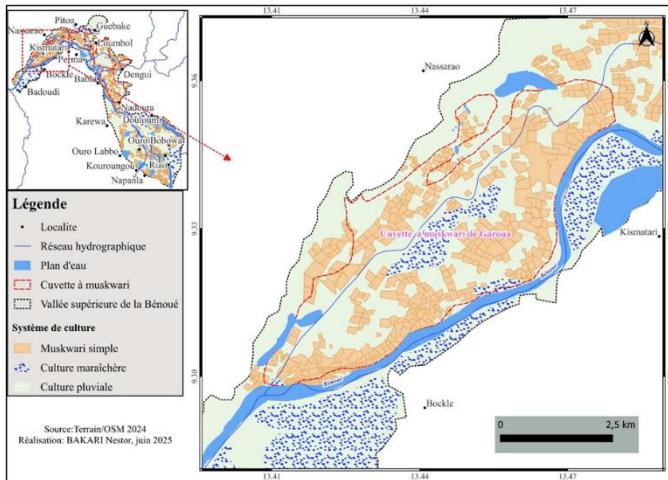 Pitoa
Guebake
Nassarao
Kismatari
Loumbol
Perma
Bockle
Dengui
Badoudi
Nadoura
Douloumi
Karewa
Ouro Bobowa
Ouro Labbo
Kouroungou
Riao
Napanla
Légende
Localite
Réseau hydrographique
Plan d'eau
Cuvette à muskwari
Vallée supérieure de la Bénoué
Système de culture
Muskwari simple
Culture maraîchère
Culture pluviale
Source:Terrain/OSM 2024
Réalisation: BAKARI Nestor, juin 2025
13.41
13.44
13.47
9.36
9.33
9.30
Nassarao
Cuvette à muskwari de Garoua
Kismatari
Bénoué
Bénoué
Bockle
0
2,5 km
13.41
13.44
13.47